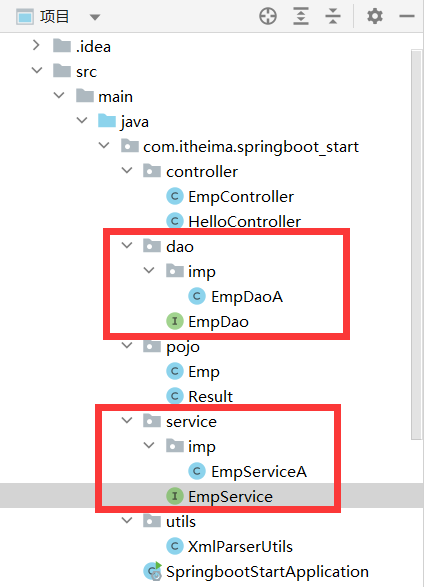 项目
.idea
src
main
java
com.itheima.springboot_start
controller
EmpController
HelloController
dao
imp
EmpDaoA
EmpDao
pojo
Emp
Result
service
imp
EmpServiceA
EmpService
utils
XmlParserUtils
SpringbootStartApplication